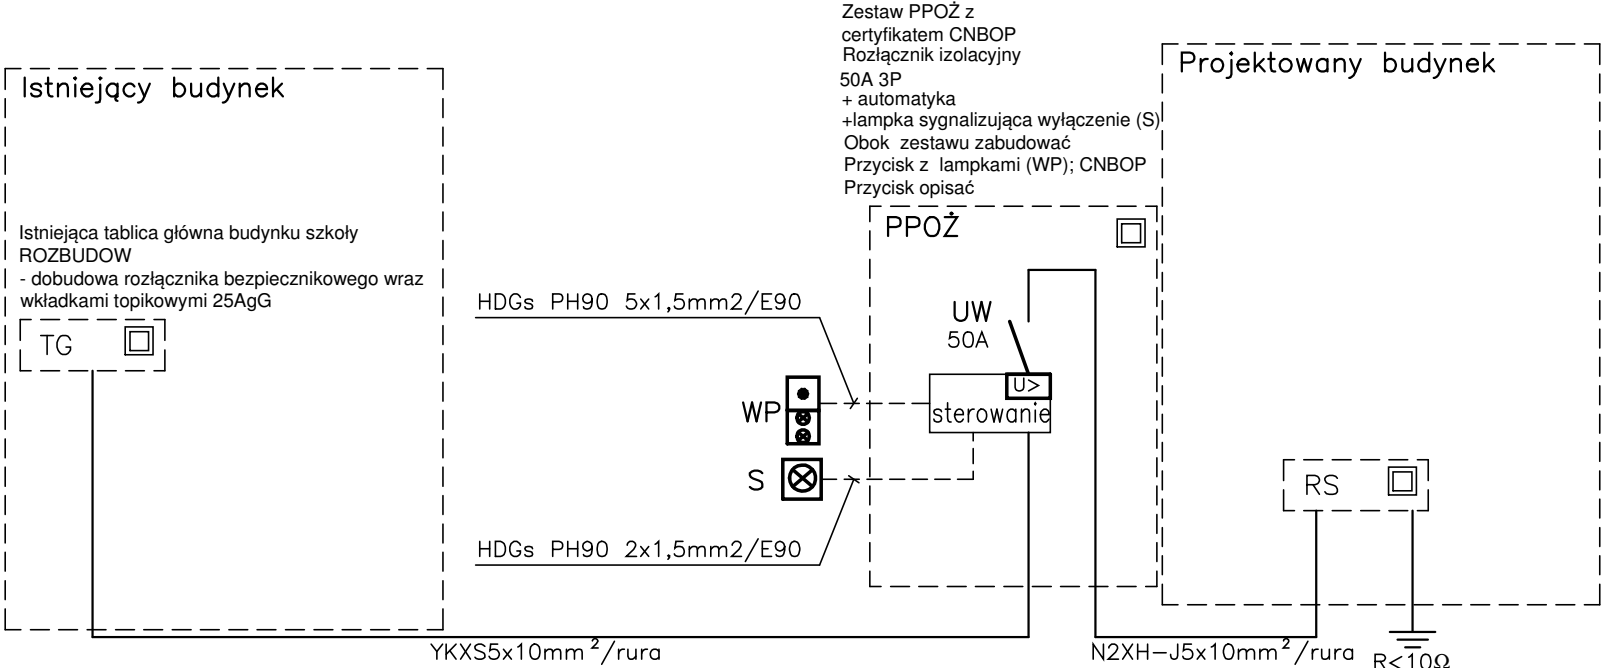 Zestaw PPOŻ z
certyfikatem CNBOP
Rozłącznik izolacyjny
50A 3P
+ automatyka
+lampka sygnalizująca wyłączenie (S)
Obok zestawu zabudować
Przycisk z lampkami (WP); CNBOP
Przycisk opisać
Istniejący budynek
Projektowany budynek
Istniejąca tablica główna budynku szkoły
ROZBUDOW
- dobudowa rozłącznika bezpiecznikowego wraz
wkładkami topikowymi 25AgG
TG
HDGs PH90 5x1,5mm2/E90
PPOŻ
UW
50A
U>
sterowanie
WP
S
HDGs PH90 2x1,5mm2/E90
RS
YKXS5x10mm²/rura
N2XH-J5x10mm²/rura
R<10Ω